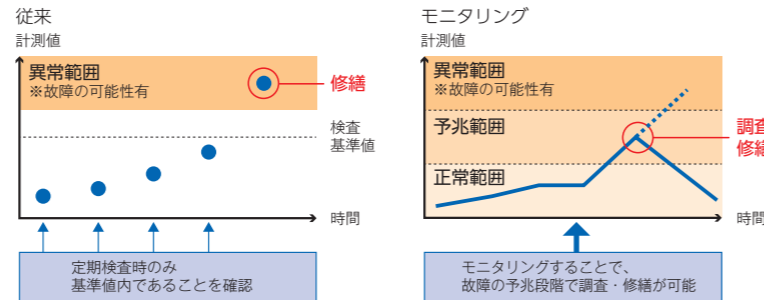 従来
計測値
異常範囲
※故障の可能性有
修繕
検査
基準値
時間
定期検査時のみ
基準値内であることを確認
モニタリング
計測値
異常範囲
※故障の可能性有
予兆範囲
調査
修繕
正常範囲
時間
モニタリングすることで、
故障の予兆段階で調査・修繕が可能